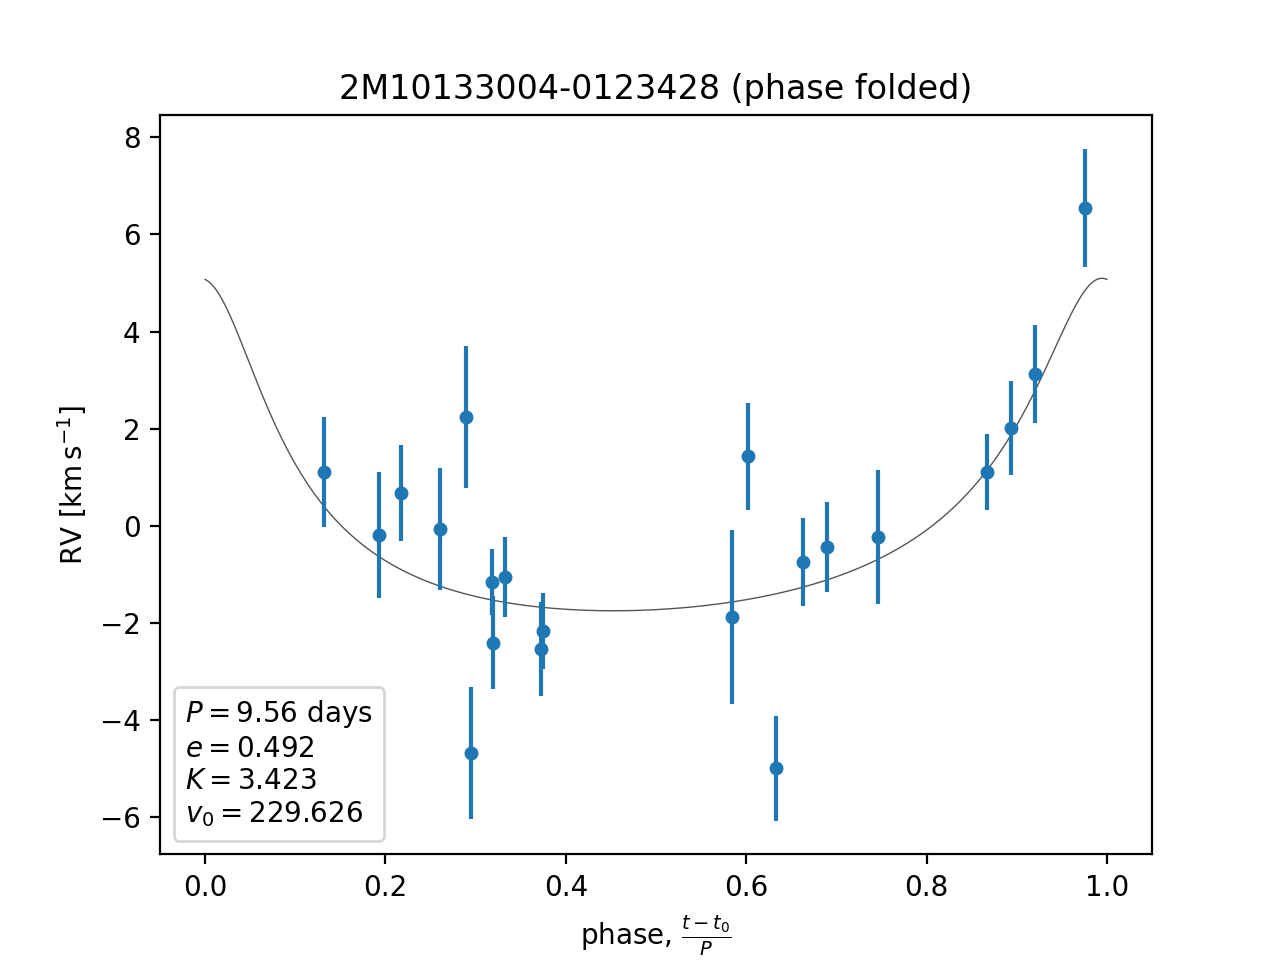 2M10133004-0123428 (phase folded)
8
6
4
2
0
−2
−4
−6
RV [km s⁻¹]
P = 9.56 days
e = 0.492
K = 3.423
v₀ = 229.626
0.0 0.2 0.4 0.6 0.8 1.0
phase, (t − t₀)/P